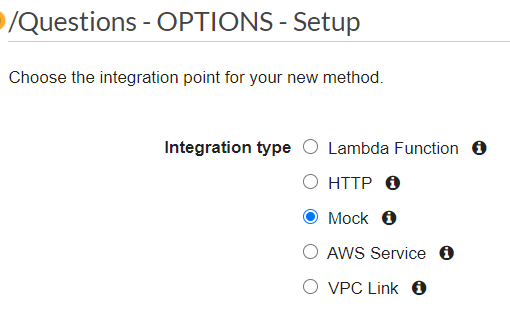 /Questions - OPTIONS - Setup
Choose the integration point for your new method.
Integration type Lambda Function
HTTP
Mock
AWS Service
VPC Link